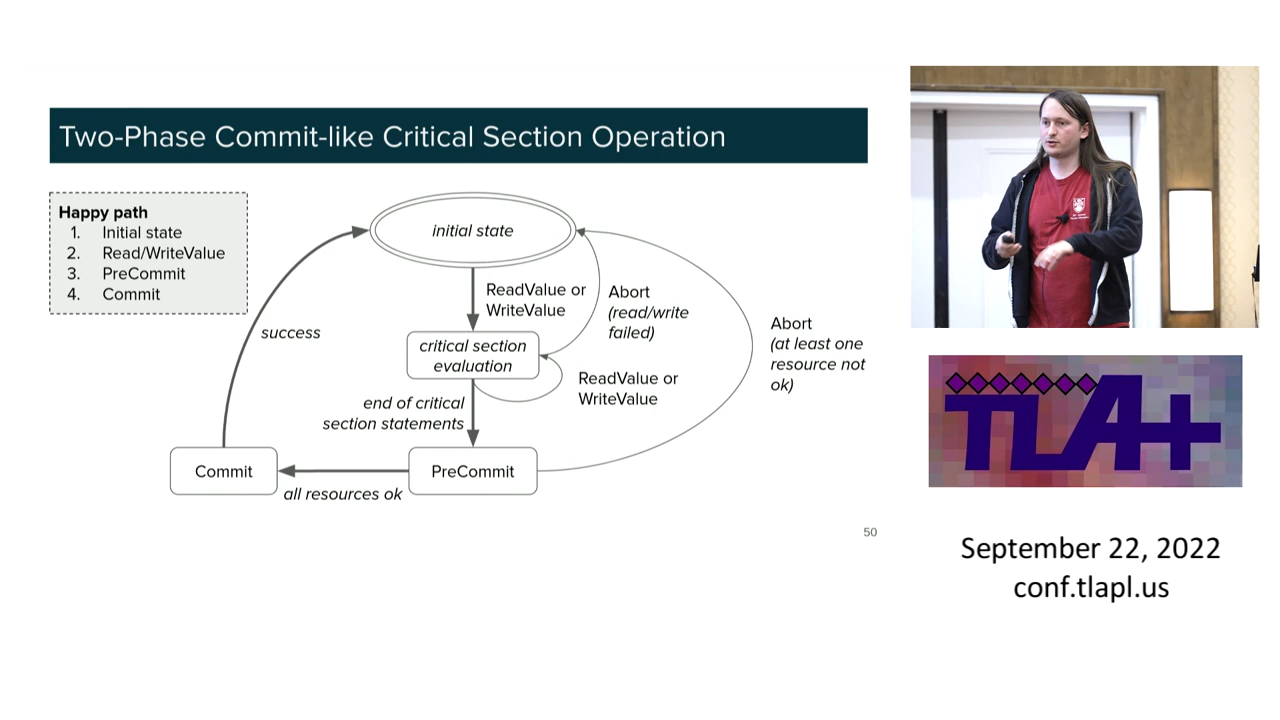 Two-Phase Commit-like Critical Section Operation
Happy path
1. Initial state
2. Read/WriteValue
3. PreCommit
4. Commit
initial state
ReadValue or
WriteValue
Abort
(read/write
failed)
Abort
(at least one
resource not
ok)
success
critical section
evaluation
ReadValue or
WriteValue
end of critical
section statements
Commit
PreCommit
all resources ok
50
TLA+
September 22, 2022
conf.tlapl.us